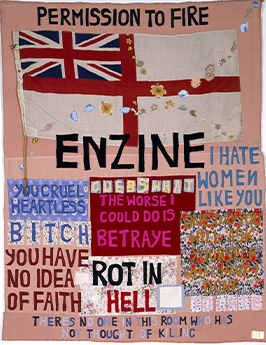 PERMISSION TO FIRE
ENZINE
I HATE
WOMEN
LIKE YOU
YOU CRUEL
HEARTLESS
BITCH
THE WORSE I
COULD DO IS
BETRAYE
YOU HAVE
NO IDEA
OF FAITH
ROT IN
HELL
THERES NO ONE IN THIS ROOM WHO HAS
NOT THOUGHT OF KILLING